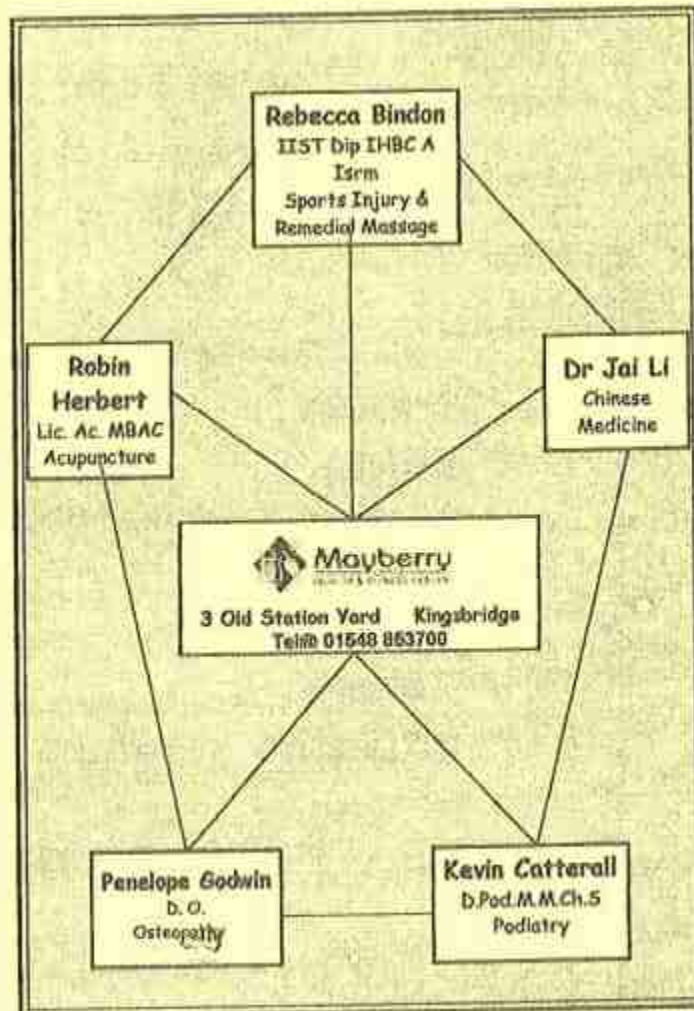 Rebecca Bindon
IIST Dip IHBC A
Isrm
Sports Injury &
Remedial Massage
Robin
Herbert
Lic. Ac. MBAC
Acupuncture
Dr Jai Li
Chinese
Medicine
Mayberry
3 Old Station Yard Kingsbridge
Tel@ 01548 853700
Penelope Godwin
D. O.
Osteopathy
Kevin Catterall
D.Pod.M.M.Ch.S
Podiatry